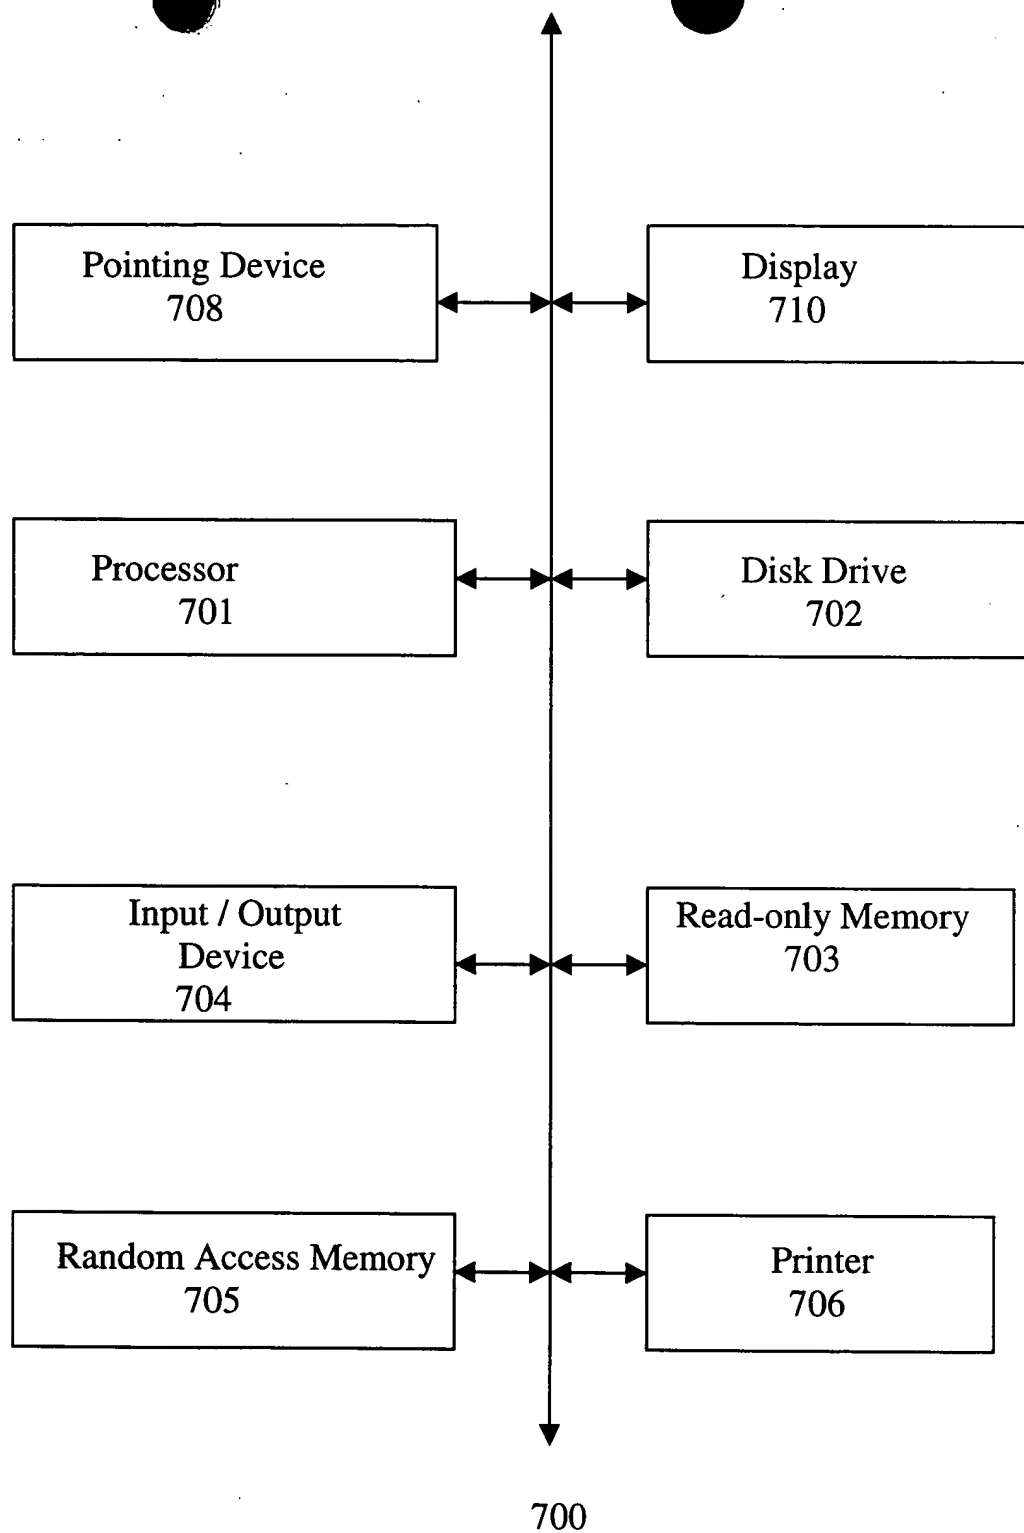 Pointing Device
708
Display
710
Processor
701
Disk Drive
702
Input / Output
Device
704
Read-only Memory
703
Random Access Memory
705
Printer
706
700